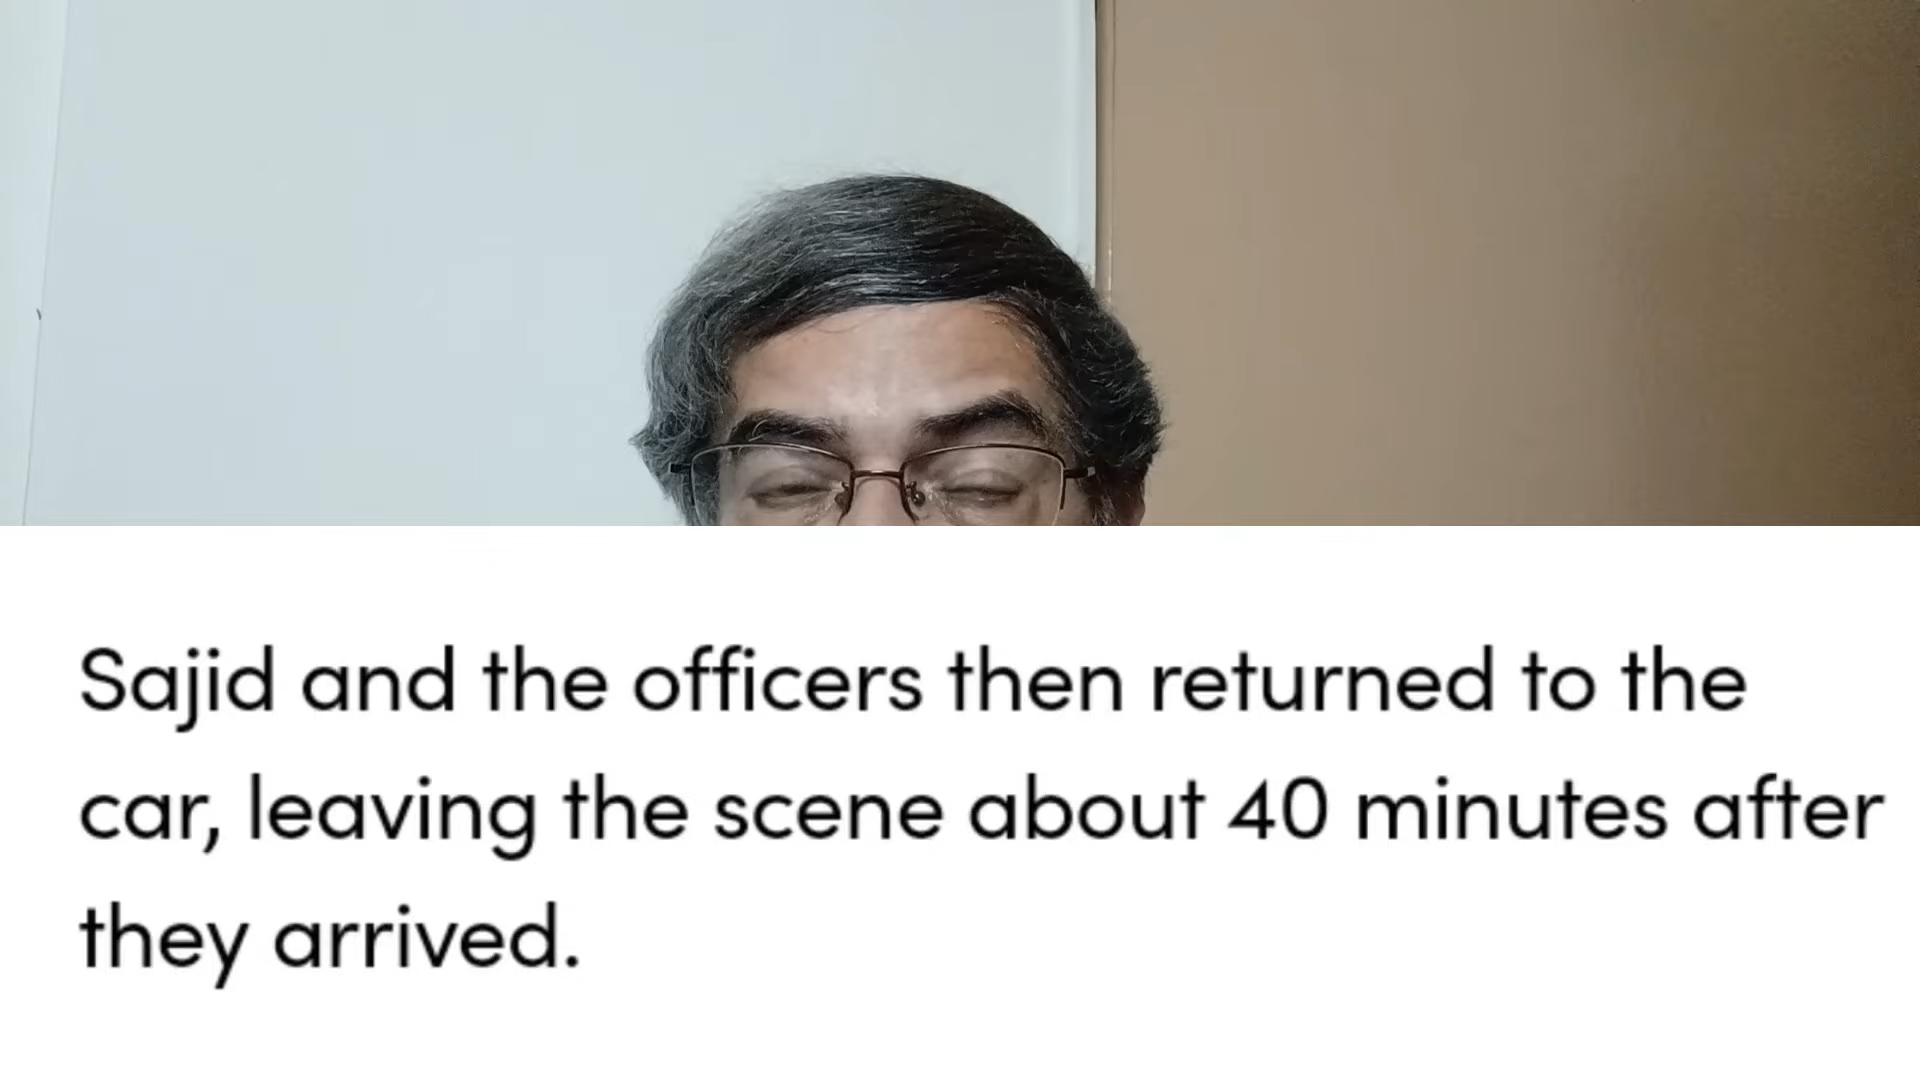 Sajid and the officers then returned to the
car, leaving the scene about 40 minutes after
they arrived.